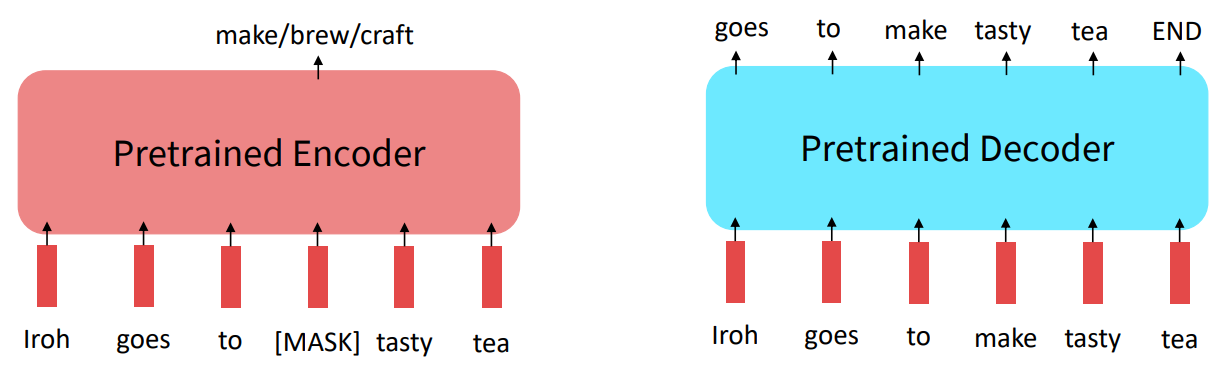 make/brew/craft
Pretrained Encoder
Iroh goes to [MASK] tasty tea
goes to make tasty tea END
Pretrained Decoder
Iroh goes to make tasty tea